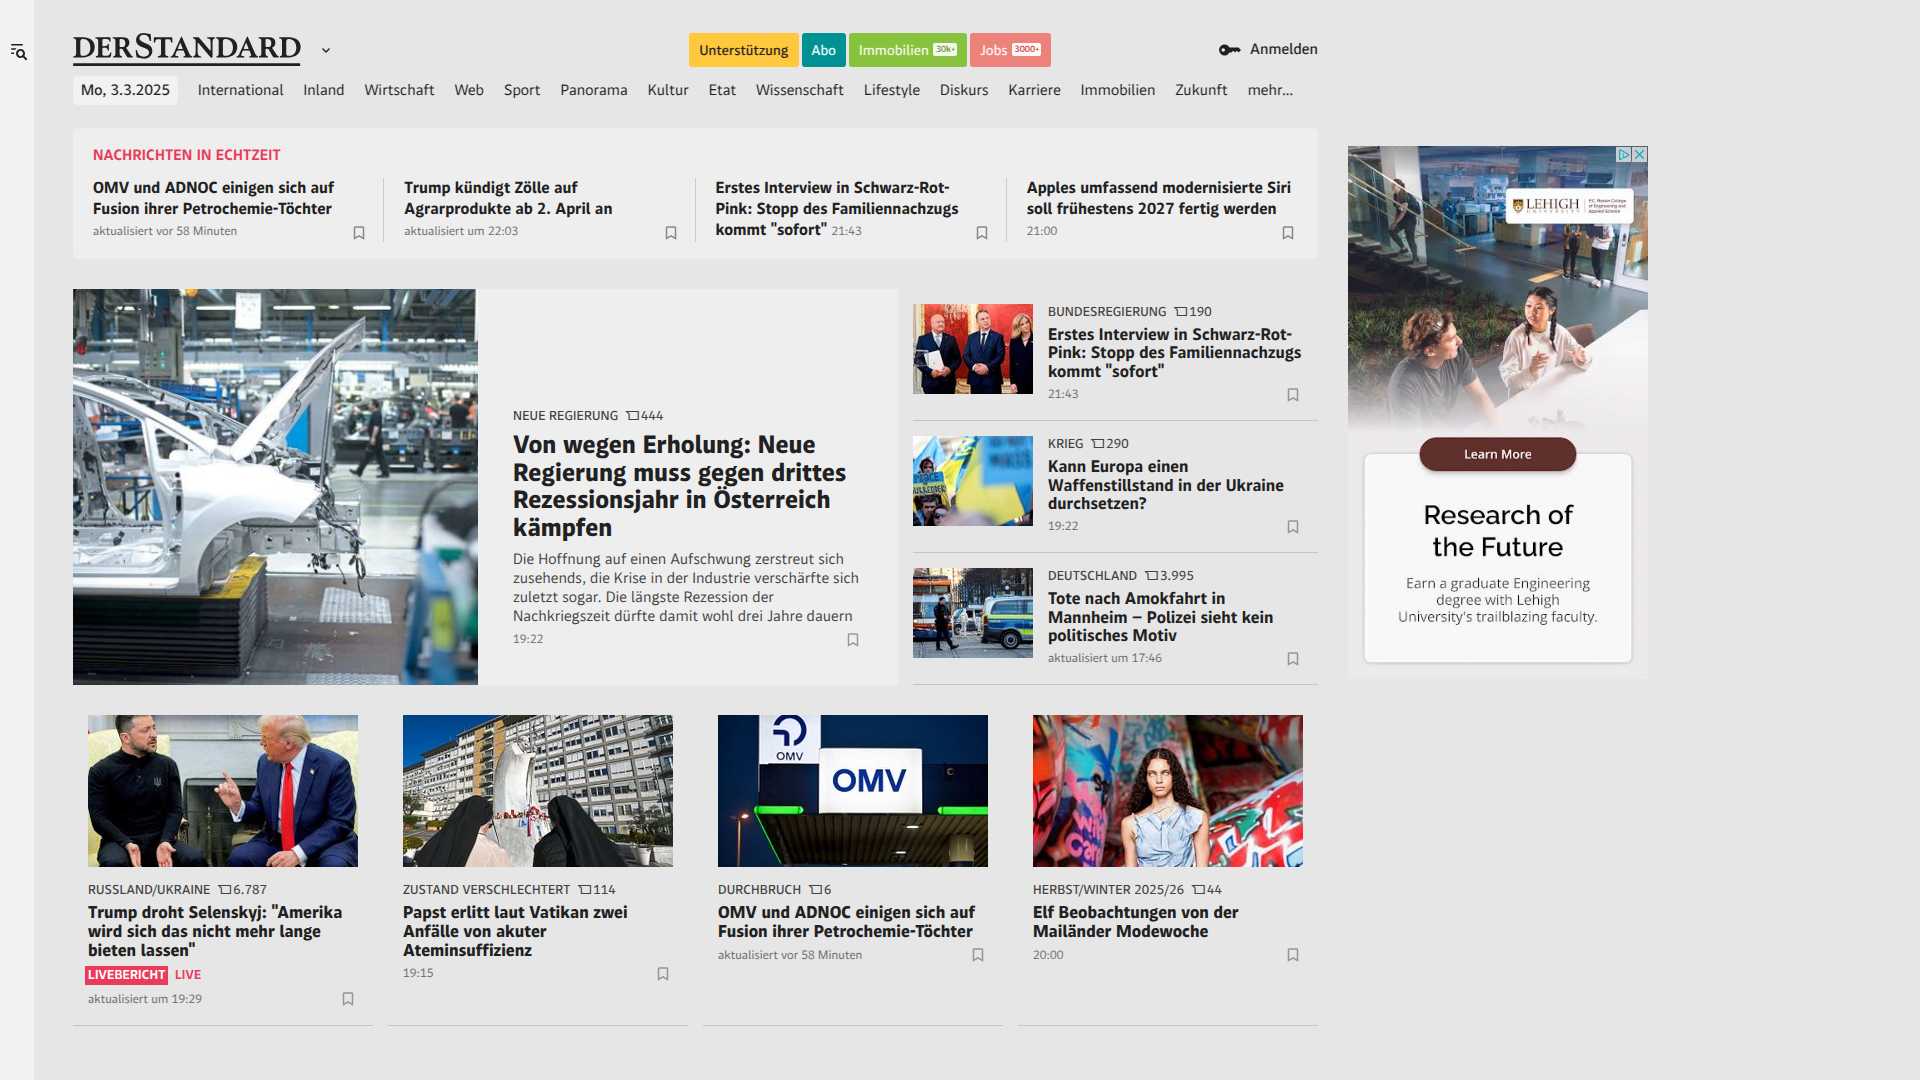 DERSTANDARD
Unterstützung
Abo
Immobilien 30k+
Jobs 3000+
Anmelden
Mo, 3.3.2025
International
Inland
Wirtschaft
Web
Sport
Panorama
Kultur
Etat
Wissenschaft
Lifestyle
Diskurs
Karriere
Immobilien
Zukunft
mehr...
NACHRICHTEN IN ECHTZEIT
OMV und ADNOC einigen sich auf
Fusion ihrer Petrochemie-Töchter
aktualisiert vor 58 Minuten
Trump kündigt Zölle auf
Agrarprodukte ab 2. April an
aktualisiert um 22:03
Erstes Interview in Schwarz-Rot-
Pink: Stopp des Familiennachzugs
kommt "sofort" 21:43
Apples umfassend modernisierte Siri
soll frühestens 2027 fertig werden
21:00
NEUE REGIERUNG 444
Von wegen Erholung: Neue
Regierung muss gegen drittes
Rezessionsjahr in Österreich
kämpfen
Die Hoffnung auf einen Aufschwung zerstreut sich
zusehends, die Krise in der Industrie verschärfte sich
zuletzt sogar. Die längste Rezession der
Nachkriegszeit dürfte damit wohl drei Jahre dauern
19:22
BUNDESREGIERUNG 190
Erstes Interview in Schwarz-Rot-
Pink: Stopp des Familiennachzugs
kommt "sofort"
21:43
KRIEG 290
Kann Europa einen
Waffenstillstand in der Ukraine
durchsetzen?
19:22
DEUTSCHLAND 3.995
Tote nach Amokfahrt in
Mannheim – Polizei sieht kein
politisches Motiv
aktualisiert um 17:46
LEHIGH
UNIVERSITY
Learn More
Research of
the Future
Earn a graduate Engineering
degree with Lehigh
University's trailblazing faculty.
RUSSLAND/UKRAINE 6.787
Trump droht Selenskyj: "Amerika
wird sich das nicht mehr lange
bieten lassen"
LIVEBERICHT LIVE
aktualisiert um 19:29
ZUSTAND VERSCHLECHTERT 114
Papst erlitt laut Vatikan zwei
Anfälle von akuter
Ateminsuffizienz
19:15
OMV
OMV
DURCHBRUCH 6
OMV und ADNOC einigen sich auf
Fusion ihrer Petrochemie-Töchter
aktualisiert vor 58 Minuten
HERBST/WINTER 2025/26 44
Elf Beobachtungen von der
Mailänder Modewoche
20:00